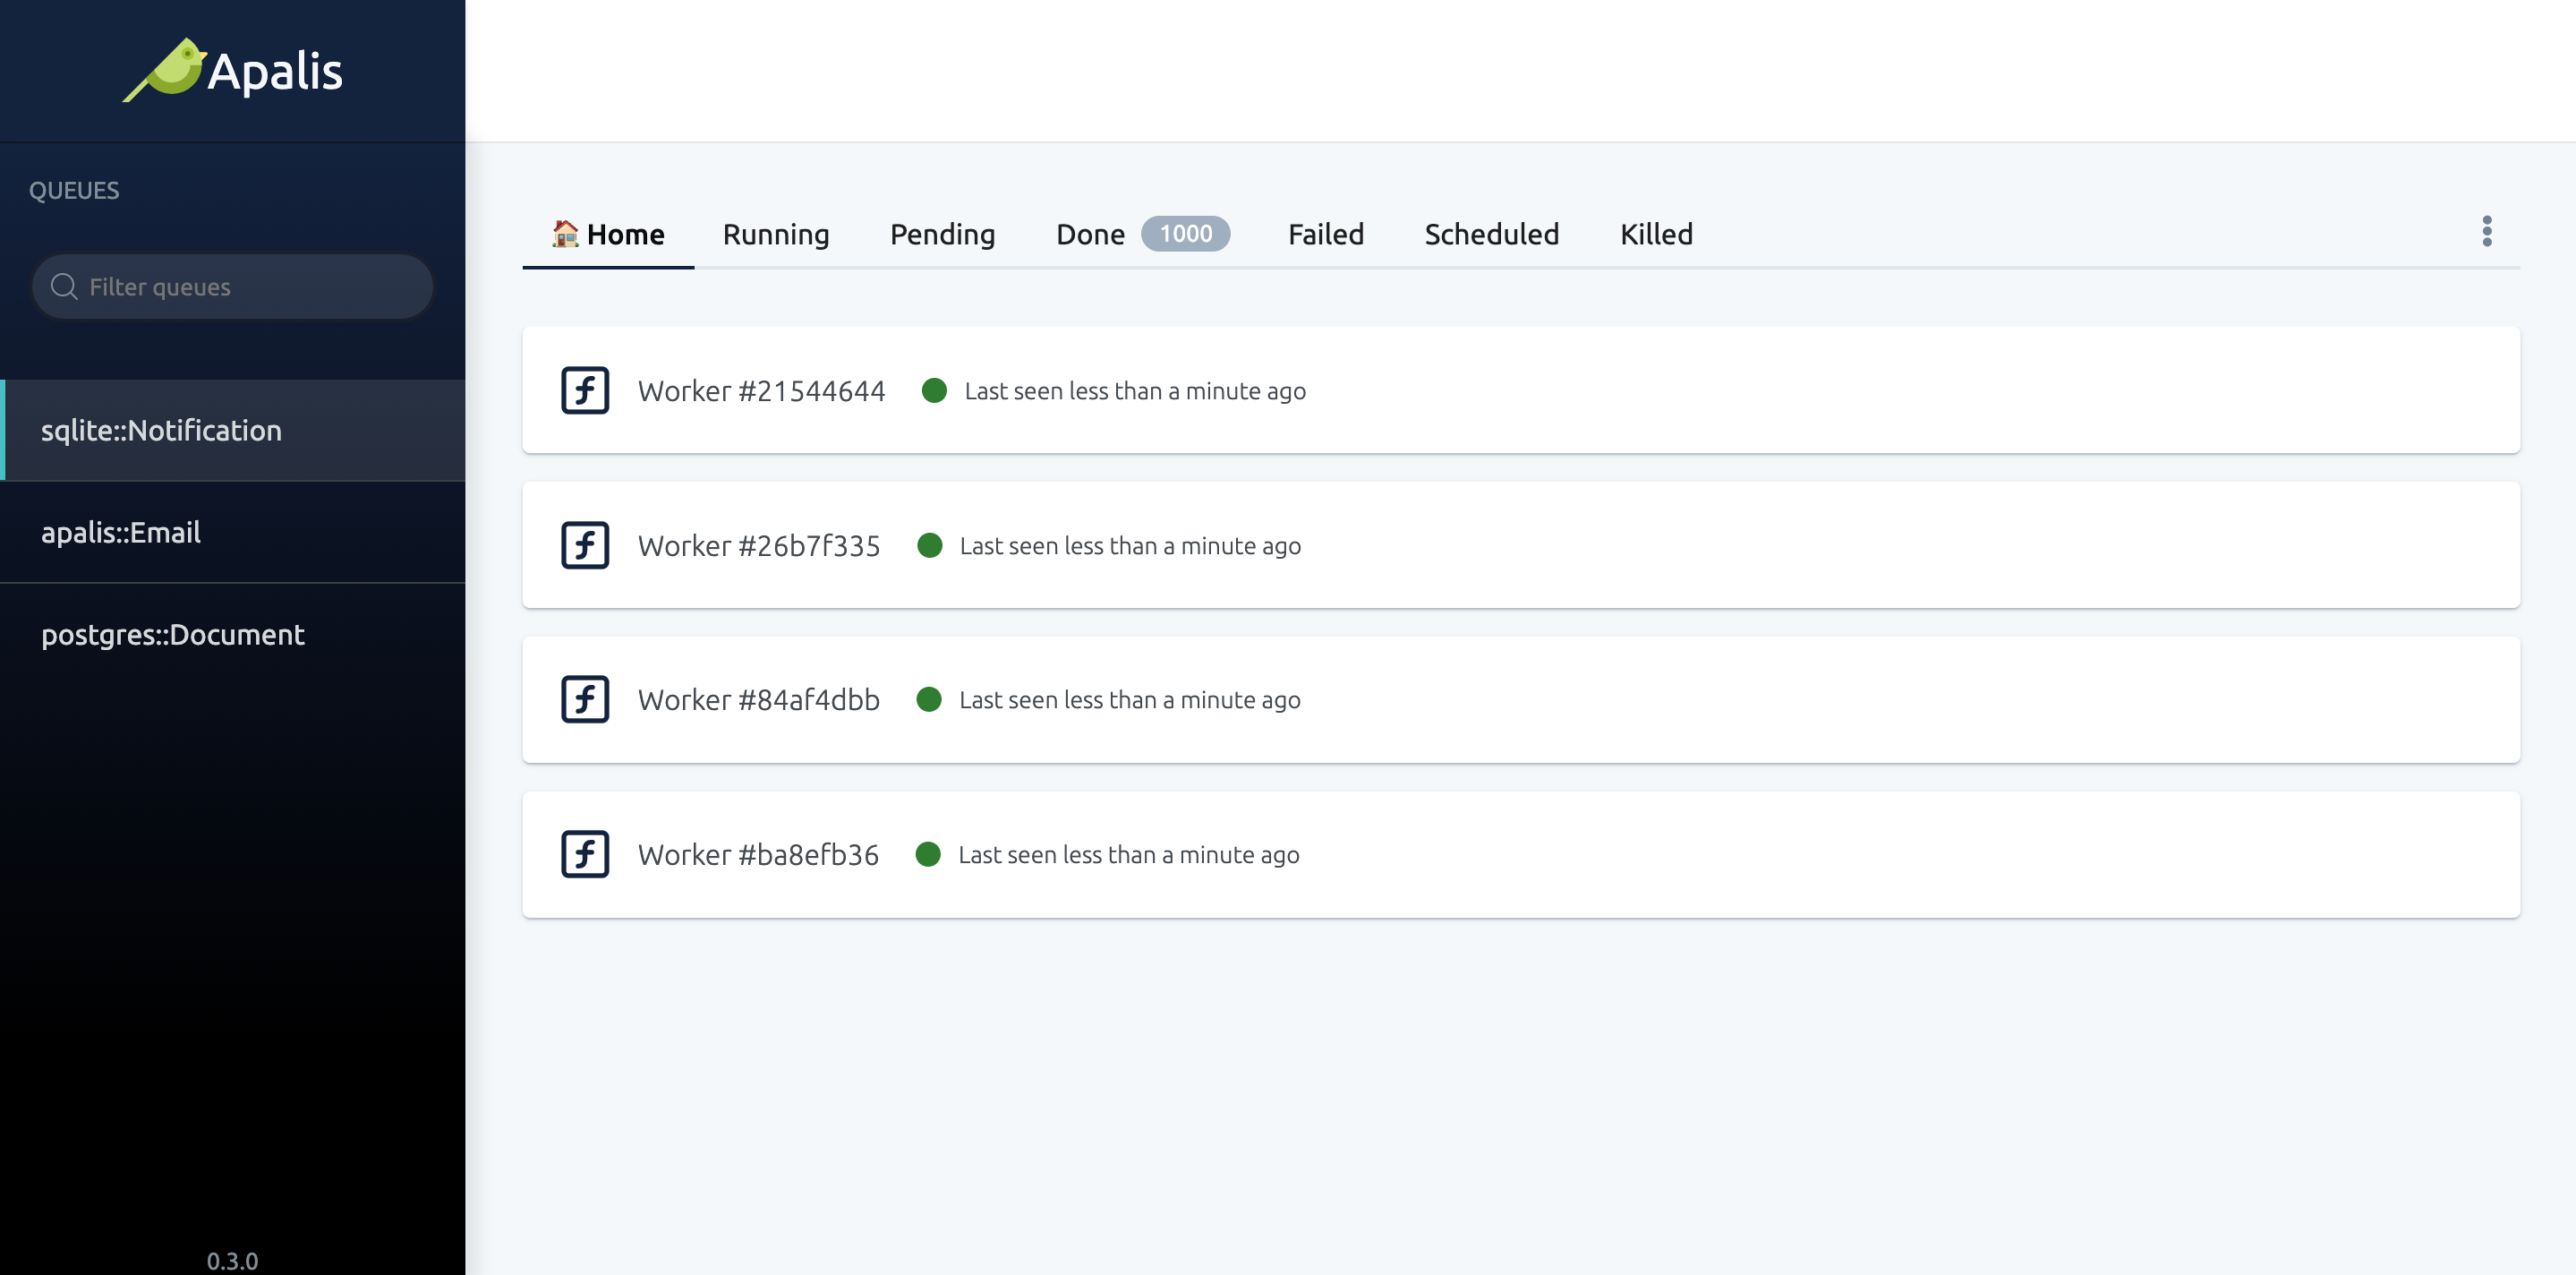 Apalis
QUEUES
Filter queues
sqlite::Notification
apalis::Email
postgres::Document
0.3.0
🏠 Home Running Pending Done 1000 Failed Scheduled Killed
Worker #21544644 Last seen less than a minute ago
Worker #26b7f335 Last seen less than a minute ago
Worker #84af4dbb Last seen less than a minute ago
Worker #ba8efb36 Last seen less than a minute ago